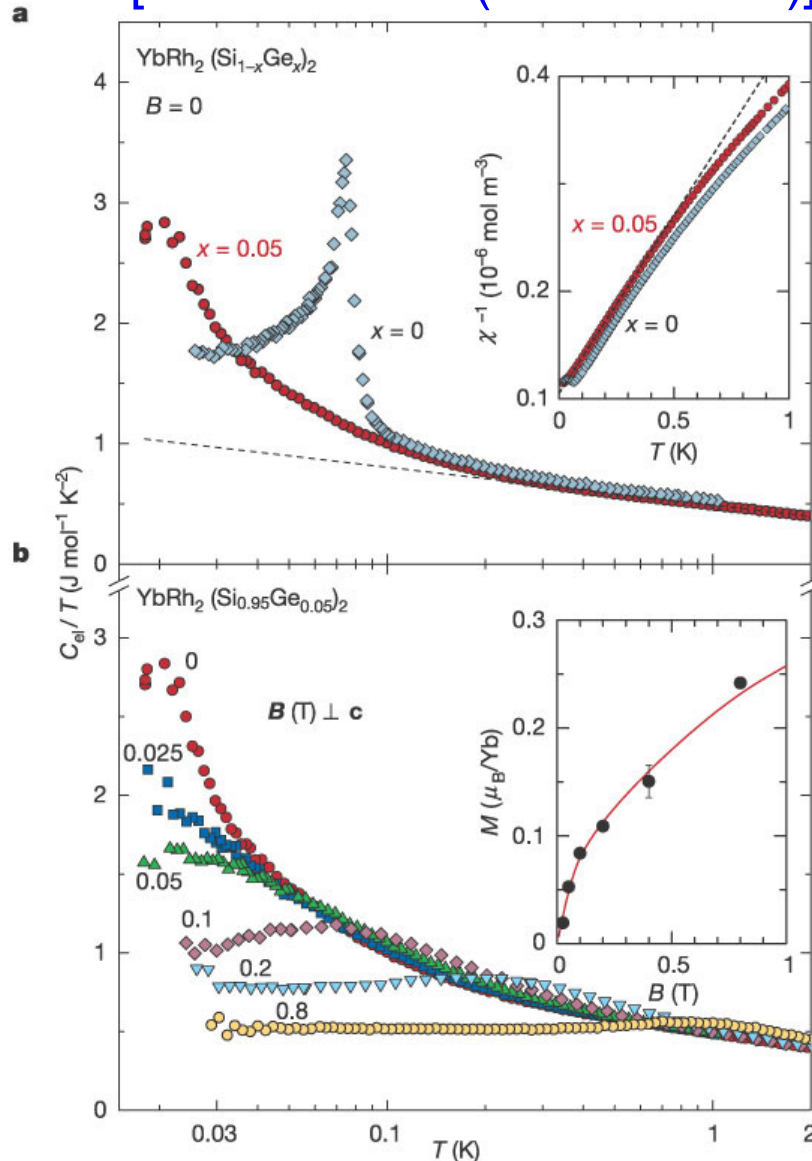 a
YbRh₂ (Si₁₋ₓGeₓ)₂
B = 0
x = 0.05
x = 0
4
3
2
1
0
χ⁻¹ (10⁻⁶ mol m⁻³)
0.4
0.2
0.1
x = 0.05
x = 0
0
0.5
1
T (K)
C_el / T (J mol⁻¹ K⁻²)
b
YbRh₂ (Si₀.₉₅Ge₀.₀₅)₂
B (T) ⊥ c
3
2
1
0
0
0.025
0.05
0.1
0.2
0.8
M (μ_B/Yb)
0.3
0.2
0.1
0
0
0.5
1
B (T)
0.03
0.1
1
2
T (K)